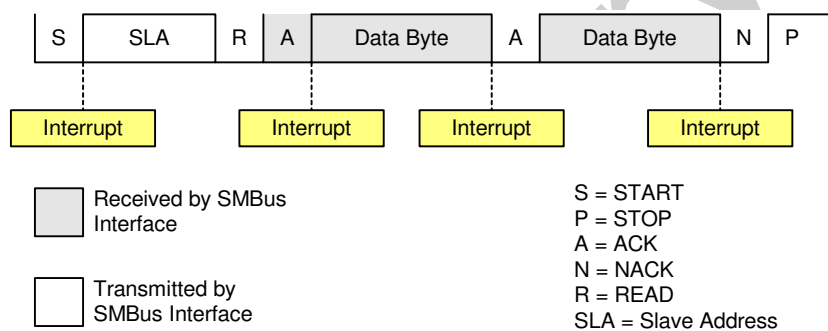 S SLA R A Data Byte A Data Byte N P
Interrupt Interrupt Interrupt Interrupt
Received by SMBus
Interface
Transmitted by
SMBus Interface
S = START
P = STOP
A = ACK
N = NACK
R = READ
SLA = Slave Address